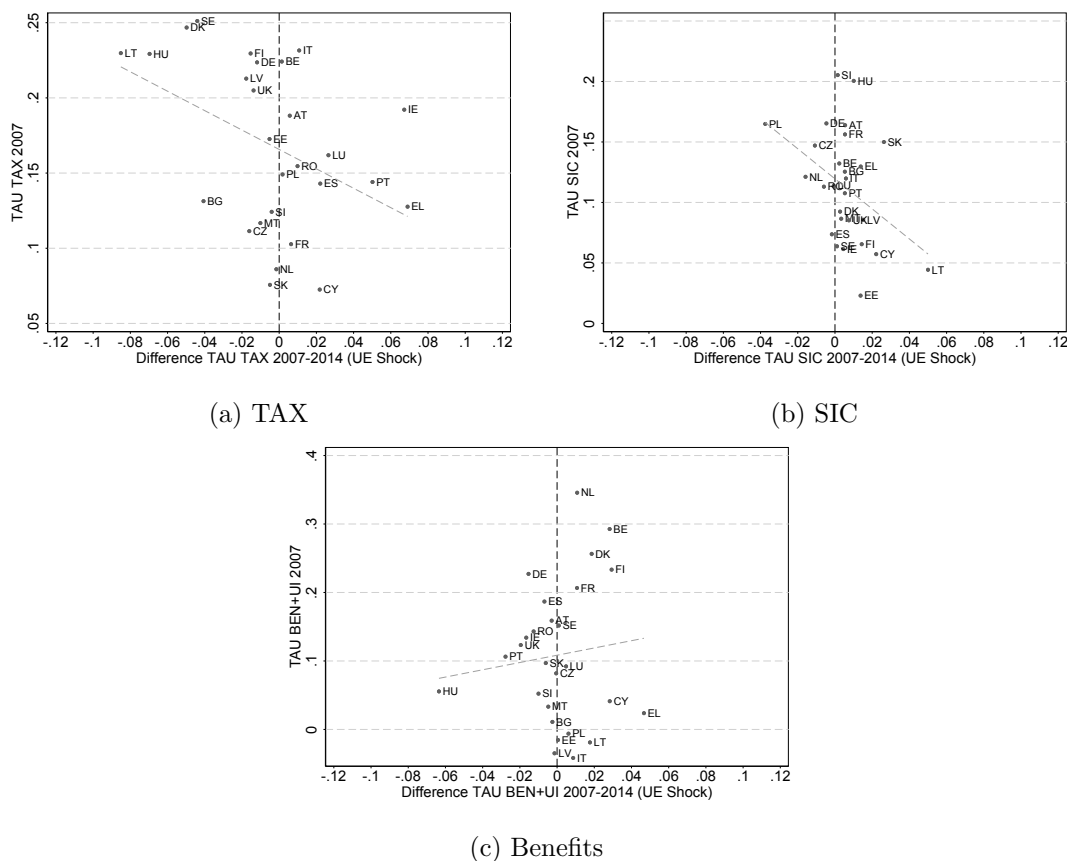 .25
.2
.15
.1
.05
TAU TAX 2007
SE
DK
LT
HU
FI
IT
DE
BE
LV
UK
IE
AT
EE
LU
RO
PL
ES
PT
BG
EL
SI
MT
CZ
FR
NL
SK
CY
-.12 -.1 -.08 -.06 -.04 -.02 0 .02 .04 .06 .08 .1 .12
Difference TAU TAX 2007-2014 (UE Shock)
(a) TAX
.2
.15
.1
.05
0
TAU SIC 2007
SI
HU
PL
DE
AT
FR
SK
CZ
BE
EL
BG
NL
IT
RO
LU
PT
DK
MT
UK
LV
ES
SE
FI
IE
CY
LT
EE
-.12 -.1 -.08 -.06 -.04 -.02 0 .02 .04 .06 .08 .1 .12
Difference TAU SIC 2007-2014 (UE Shock)
(b) SIC
.4
.3
.2
.1
0
TAU BEN+UI 2007
NL
BE
DK
FI
DE
FR
ES
AT
SE
RO
IE
UK
PT
SK
LU
CZ
HU
SI
CY
MT
EL
BG
PL
EE
LT
LV
IT
-.12 -.1 -.08 -.06 -.04 -.02 0 .02 .04 .06 .08 .1 .12
Difference TAU BEN+UI 2007-2014 (UE Shock)
(c) Benefits